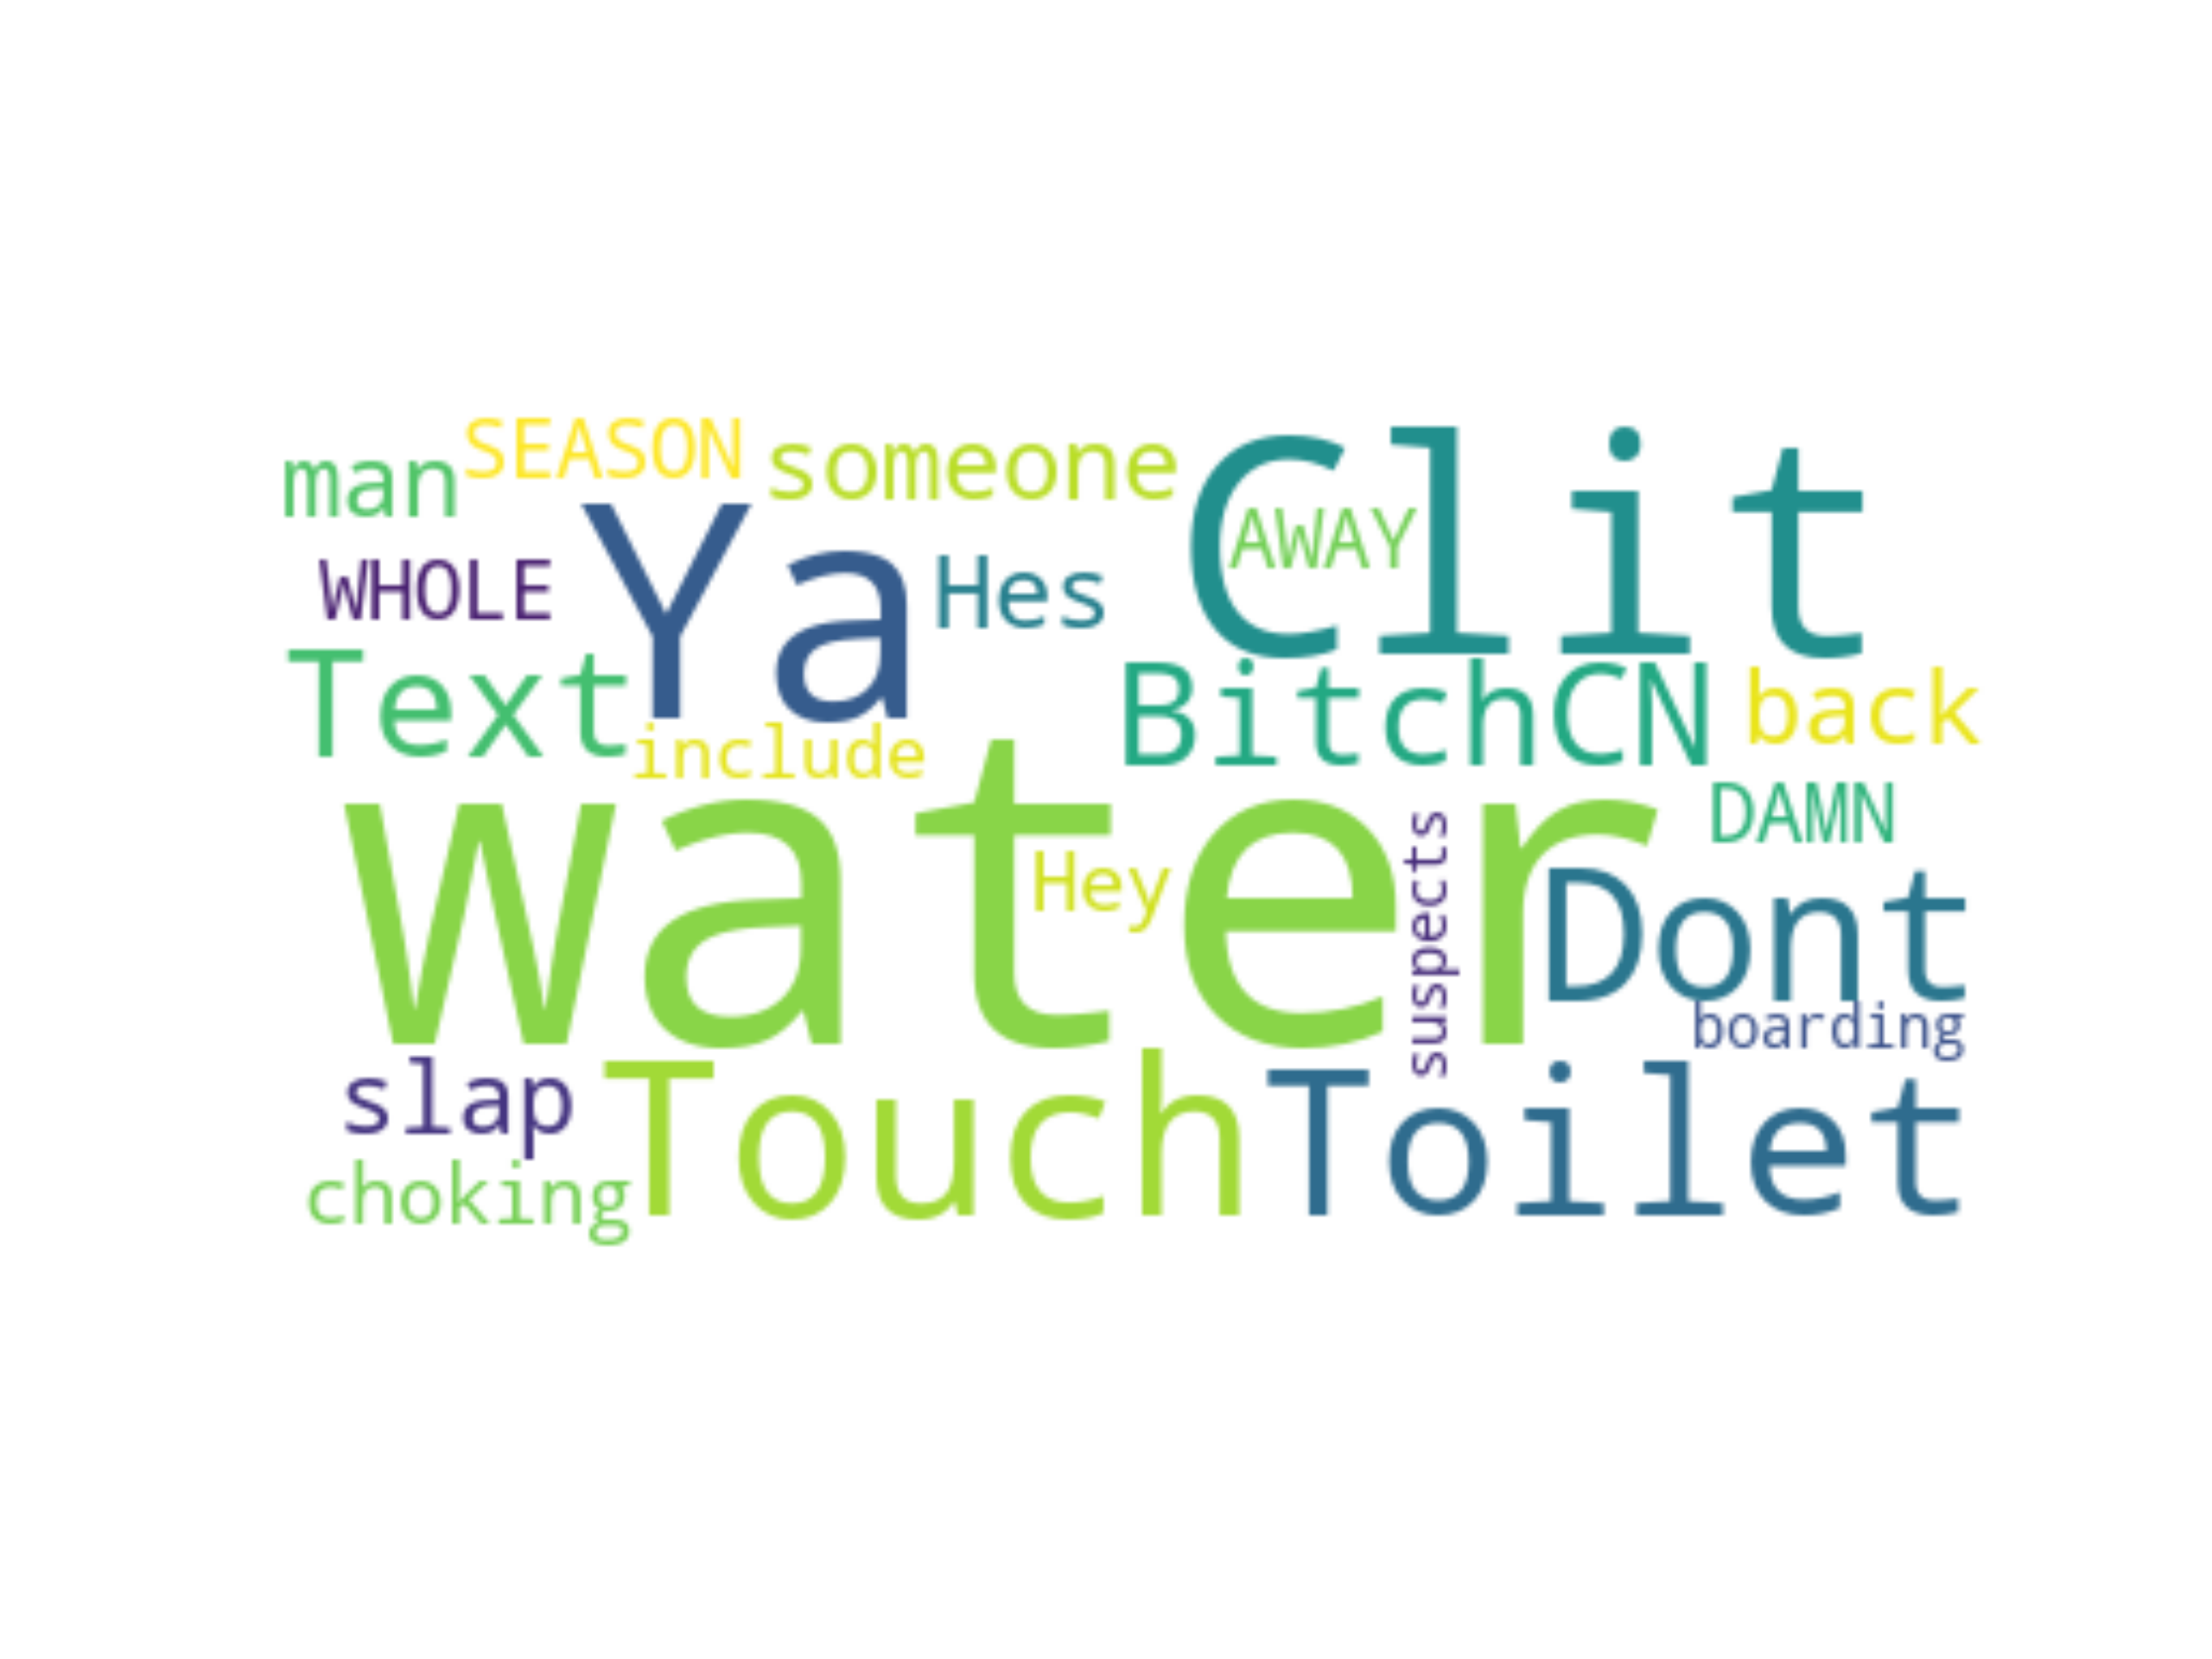 SEASON
someone
Clit
man
AWAY
Ya
Hes
WHOLE
Text
BitchCN
back
include
water
Hey
suspects
DAMN
Dont
boarding
slap
Touch
Toilet
choking